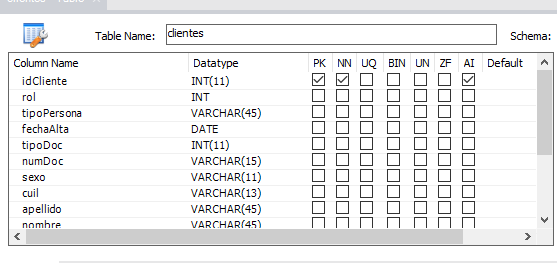 Table Name: clientes Schema:
Column Name Datatype PK NN UQ BIN UN ZF AI Default
idCliente INT(11)
rol INT
tipoPersona VARCHAR(45)
fechaAlta DATE
tipoDoc INT(11)
numDoc VARCHAR(15)
sexo VARCHAR(11)
cuil VARCHAR(13)
apellido VARCHAR(45)
nombre VARCHAR(45)